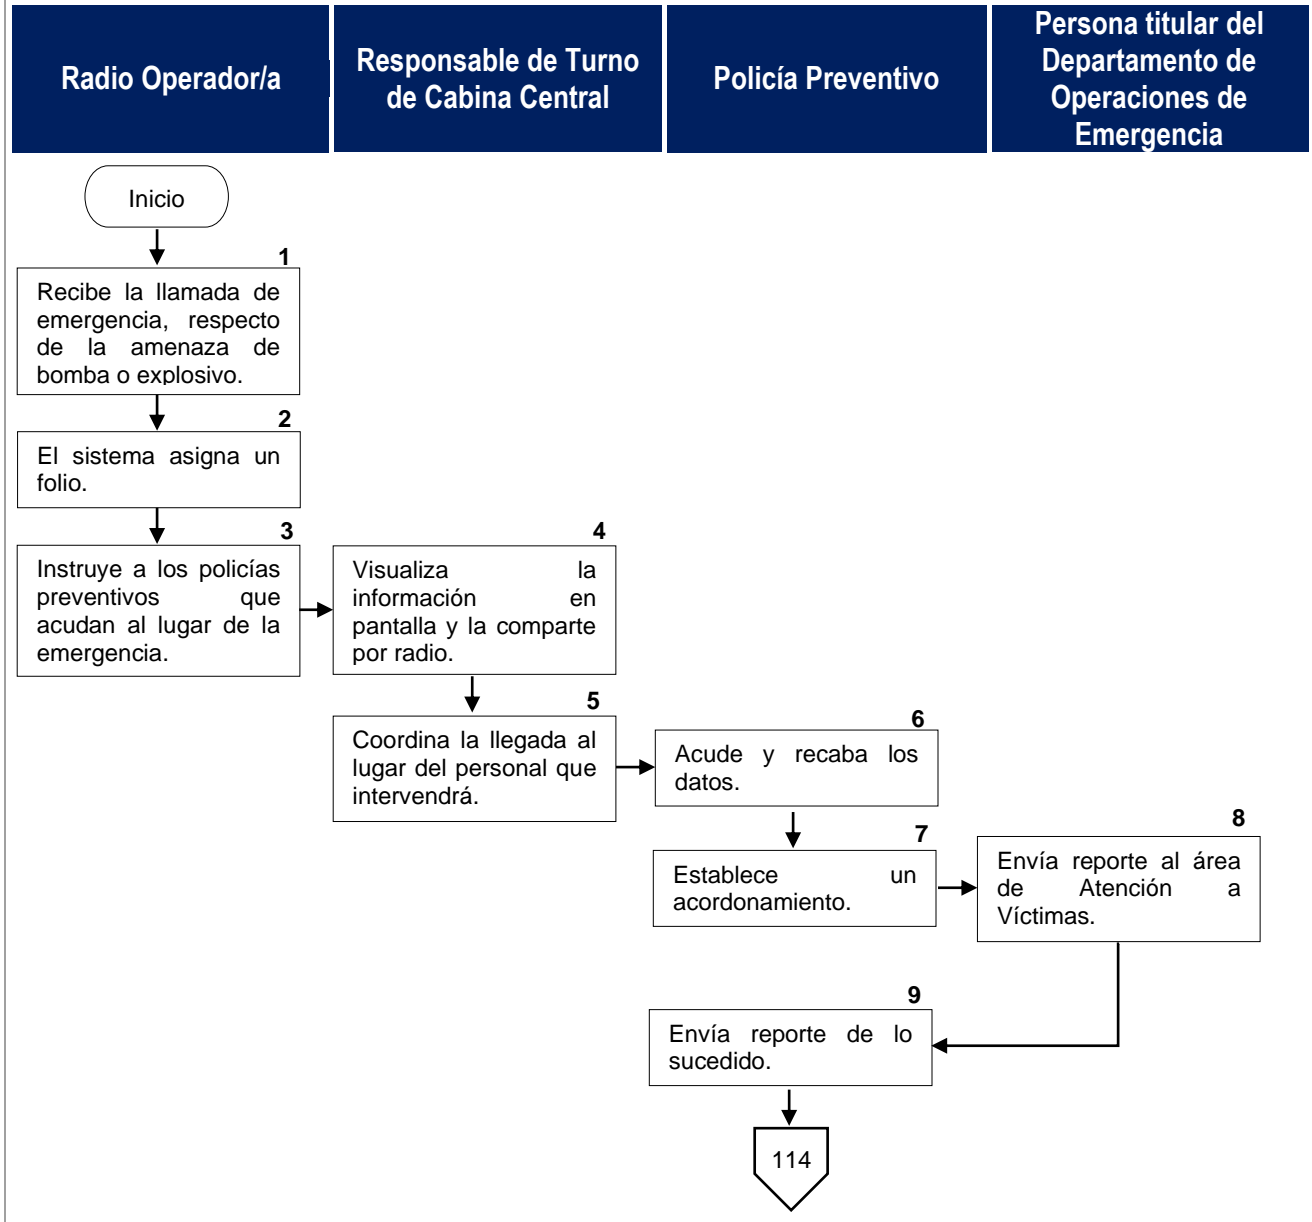 Radio Operador/a
Responsable de Turno
de Cabina Central
Policía Preventivo
Persona titular del
Departamento de
Operaciones de
Emergencia
Inicio
1
Recibe la llamada de
emergencia, respecto
de la amenaza de
bomba o explosivo.
2
El sistema asigna un
folio.
3
Instruye a los policías
preventivos que
acudan al lugar de la
emergencia.
4
Visualiza la
información en
pantalla y la comparte
por radio.
5
Coordina la llegada al
lugar del personal que
intervendrá.
6
Acude y recaba los
datos.
7
Establece un
acordonamiento.
8
Envía reporte al área
de Atención a
Víctimas.
9
Envía reporte de lo
sucedido.
114